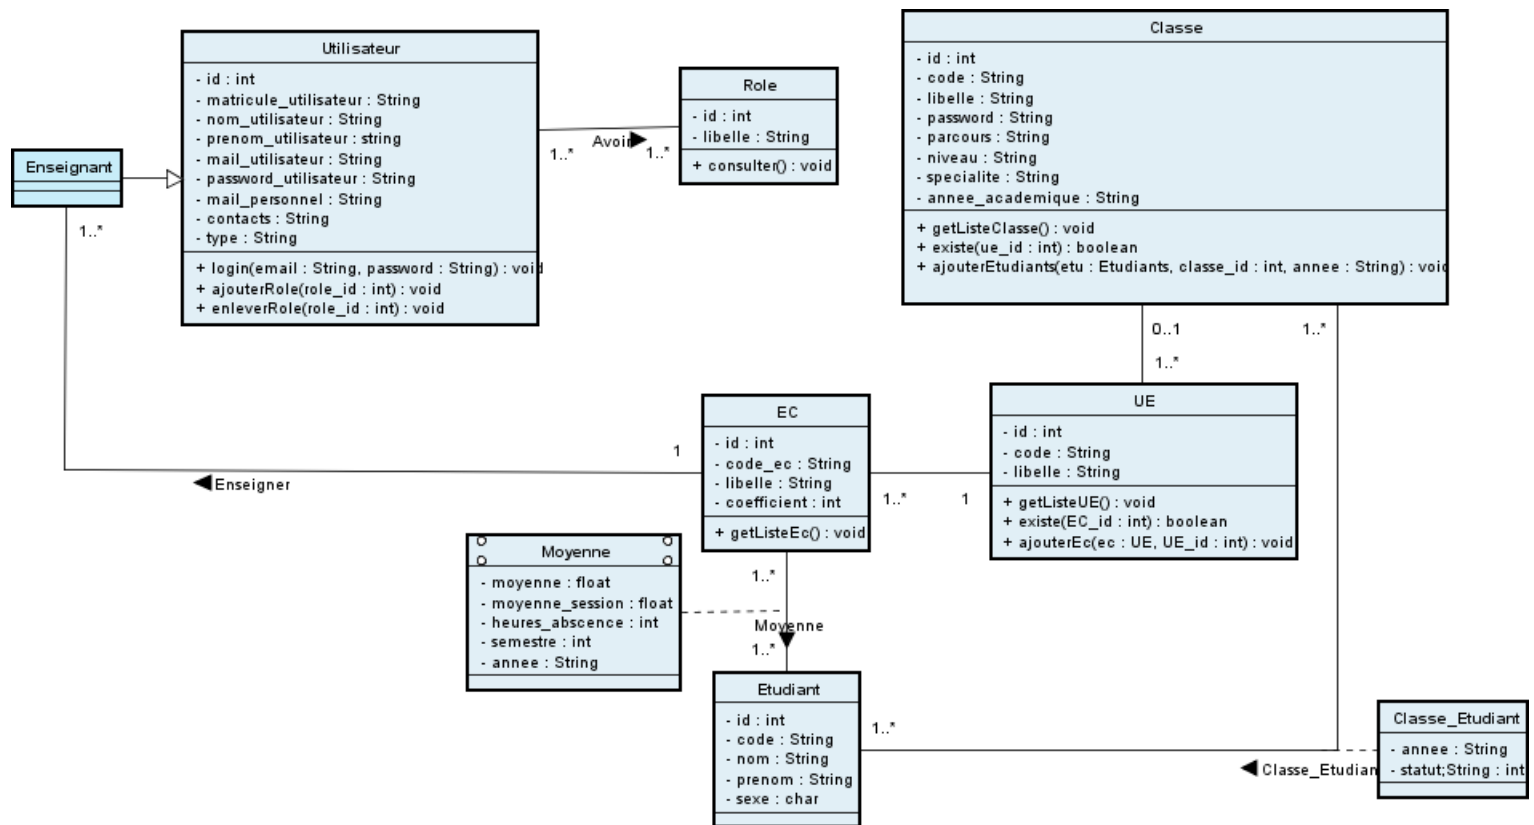 Utilisateur
- id : int
- matricule_utilisateur : String
- nom_utilisateur : String
- prenom_utilisateur : string
- mail_utilisateur : String
- password_utilisateur : String
- mail_personnel : String
- contacts : String
- type : String
+ login(email : String, password : String) : void
+ ajouterRole(role_id : int) : void
+ enleverRole(role_id : int) : void
Enseignant
1..*
Avoir
1..*
1..*
Role
- id : int
- libelle : String
+ consulter() : void
Classe
- id : int
- code : String
- libelle : String
- password : String
- parcours : String
- niveau : String
- specialite : String
- annee_academique : String
+ getListeClasse() : void
+ existe(ue_id : int) : boolean
+ ajouterEtudiants(etu : Etudiants, classe_id : int, annee : String) : void
0..1
1..*
1..*
UE
- id : int
- code : String
- libelle : String
+ getListeUE() : void
+ existe(EC_id : int) : boolean
+ ajouterEc(ec : UE, UE_id : int) : void
EC
- id : int
- code_ec : String
- libelle : String
- coefficient : int
+ getListeEc() : void
1
Enseigner
1..*
1
Moyenne
- moyenne : float
- moyenne_session : float
- heures_abscence : int
- semestre : int
- annee : String
1..*
Moyenne
1..*
Etudiant
- id : int
- code : String
- nom : String
- prenom : String
- sexe : char
1..*
Classe_Etudian
Classe_Etudiant
- annee : String
- statut;String : int